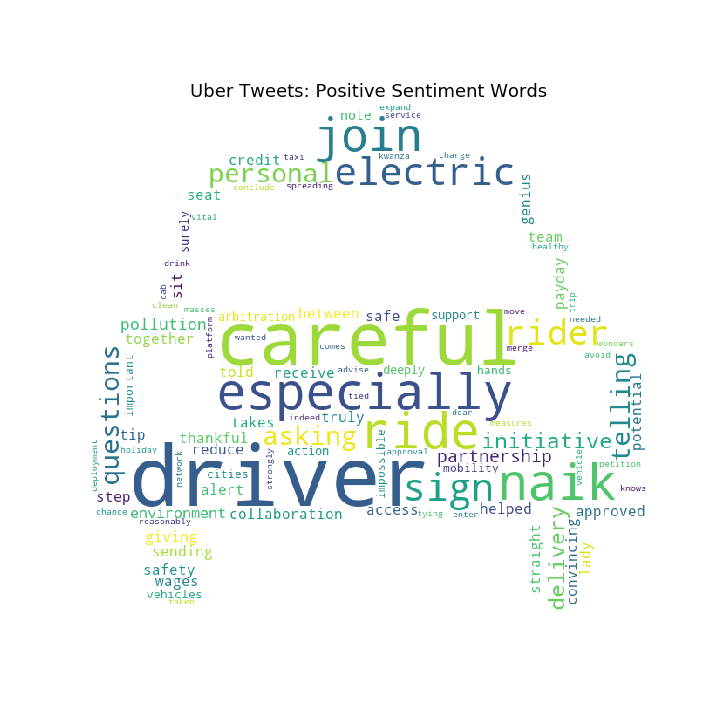 Uber Tweets: Positive Sentiment Words
expand
note service
join
credit taxi kwanza change
personal electric
conclude spreading
seat genius
vital
surely
team
healthy
drink
sit
cab
payday
trip
clean masses
arbitration between safe support move needed
pollution
platform
careful rider
together wanted comes merge wonders
avoid
told receive advise deeply hands
important
questions
especially
tied
telling
potential
takes indeed truly dear measures
tip thankful asking ride initiative
holiday reduce action approval partnership
deployment
network
strongly
impossible
vehicle
petition
cities mobility
driver sign naik
step alert knows
chance environment collaboration access tying enter helped approved
reasonably
giving
sending
straight
delivery
convincing
lady
safety
wages
vehicles
taken